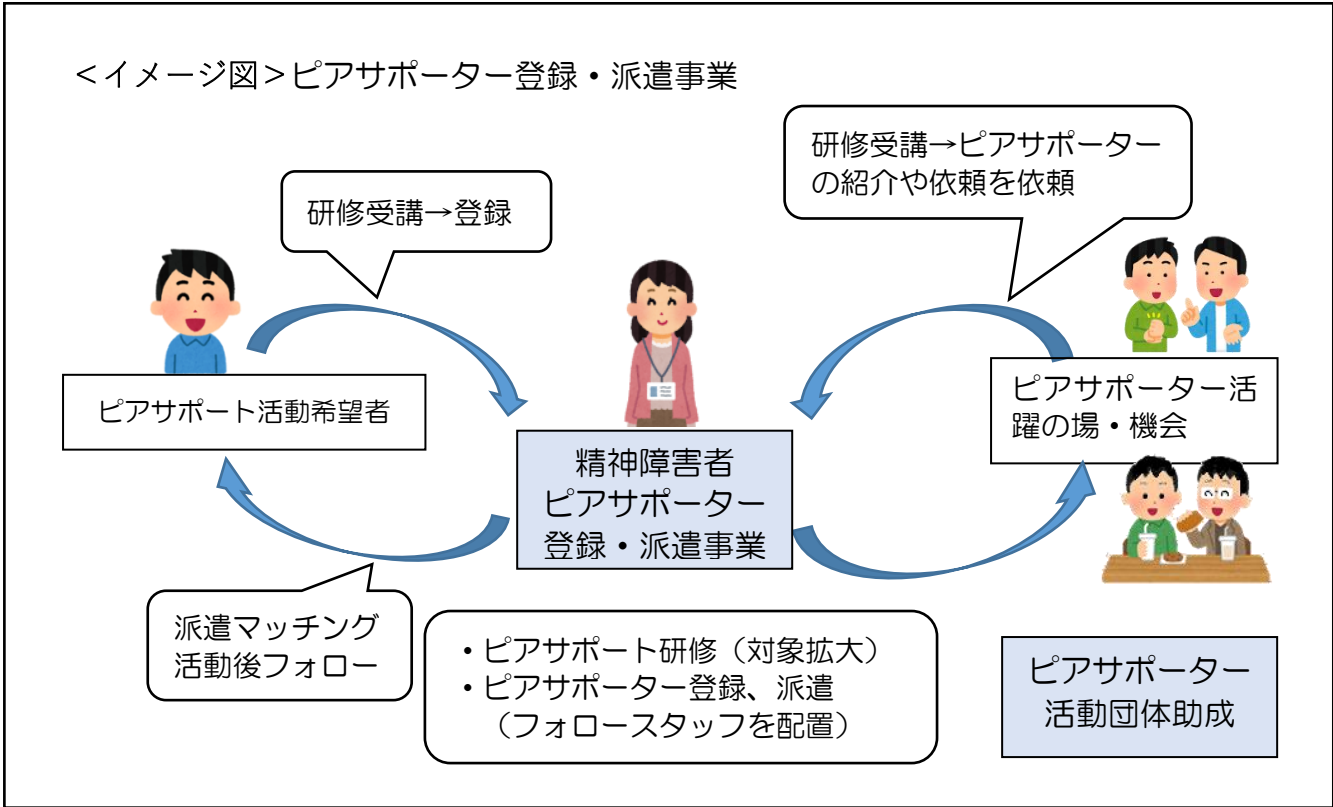 ＜イメージ図＞ピアサポーター登録・派遣事業
研修受講→ピアサポーター
の紹介や依頼を依頼
研修受講→登録
ピアサポート活動希望者
ピアサポーター活
躍の場・機会
精神障害者
ピアサポーター
登録・派遣事業
派遣マッチング
活動後フォロー
・ピアサポート研修（対象拡大）
・ピアサポーター登録、派遣
（フォロースタッフを配置）
ピアサポーター
活動団体助成